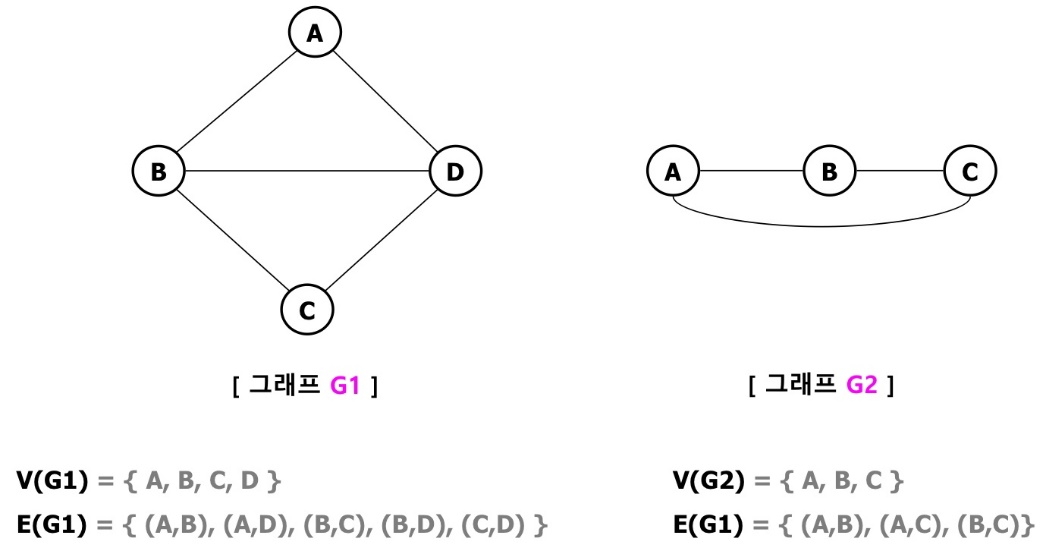 A
B
D
C
[ 그래프 G1 ]
V(G1) = { A, B, C, D }
E(G1) = { (A,B), (A,D), (B,C), (B,D), (C,D) }
A
B
C
[ 그래프 G2 ]
V(G2) = { A, B, C }
E(G1) = { (A,B), (A,C), (B,C)}